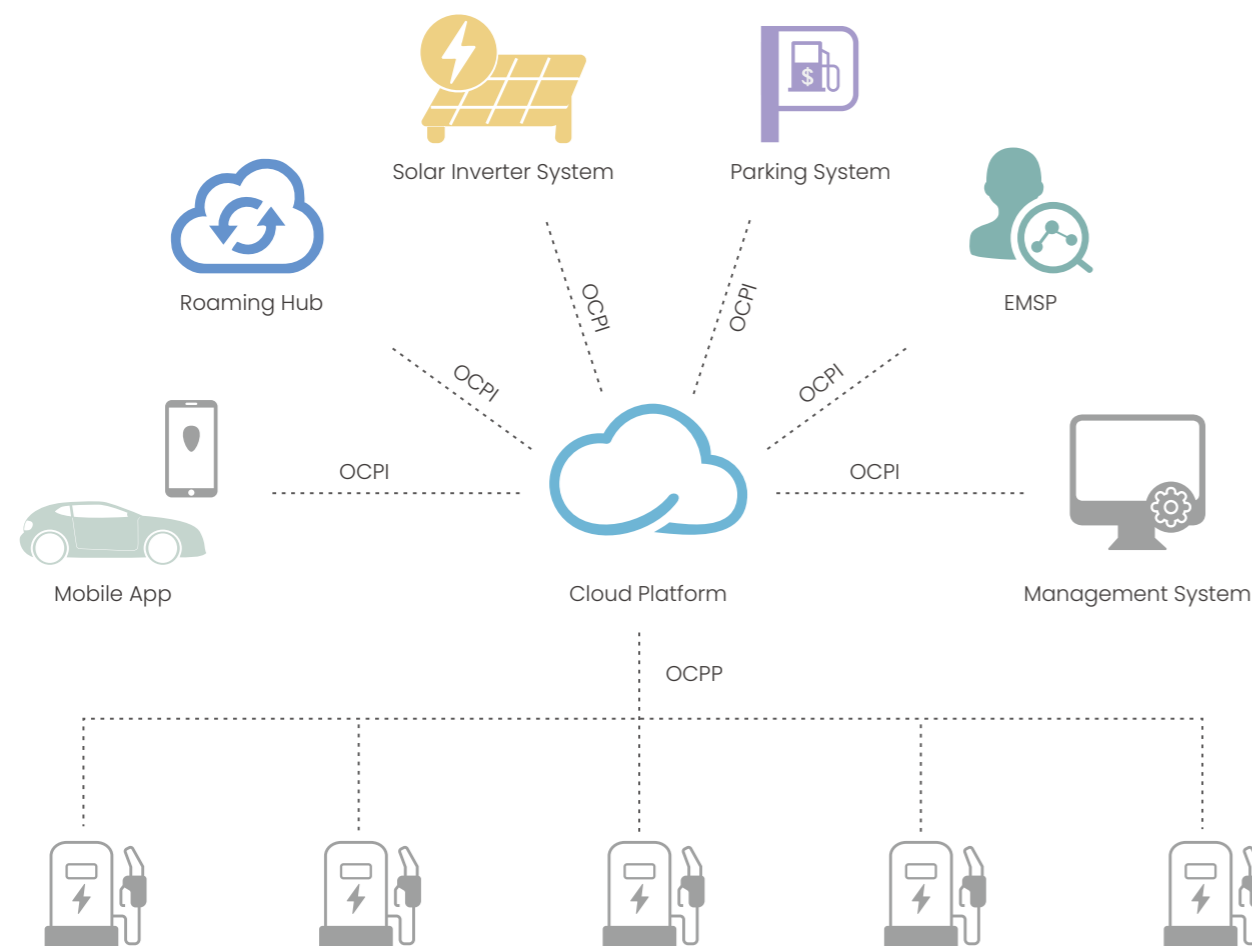 $
Solar Inverter System
Parking System
Roaming Hub
EMSP
OCPI
OCPI
OCPI
OCPI
OCPI
OCPI
Mobile App
Cloud Platform
Management System
OCPP